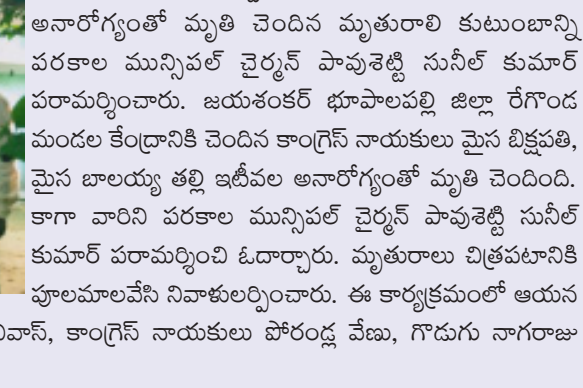 అనారోగ్యంతో మృతి చెందిన మృతురాలి కుటుంబాన్ని
పరకాల మున్సిపల్ చైర్మన్ పావుశెట్టి సునీల్ కుమార్
పరామర్శించారు. జయశంకర్ భూపాలపల్లి జిల్లా రేగొండ
మండల కేంద్రానికి చెందిన కాంగ్రెస్ నాయకులు మైస బిక్షపతి,
మైస బాలయ్య తల్లి ఇటీవల అనారోగ్యంతో మృతి చెందింది.
కాగా వారిని పరకాల మున్సిపల్ చైర్మన్ పావుశెట్టి సునీల్
కుమార్ పరామర్శించి ఓదార్చారు. మృతురాలు చిత్రపటానికి
పూలమాలవేసి నివాళులర్పించారు. ఈ కార్యక్రమంలో ఆయన
కాంగ్రెస్ నాయకులు పోరండ్ల వేణు, గొడుగు నాగరాజు